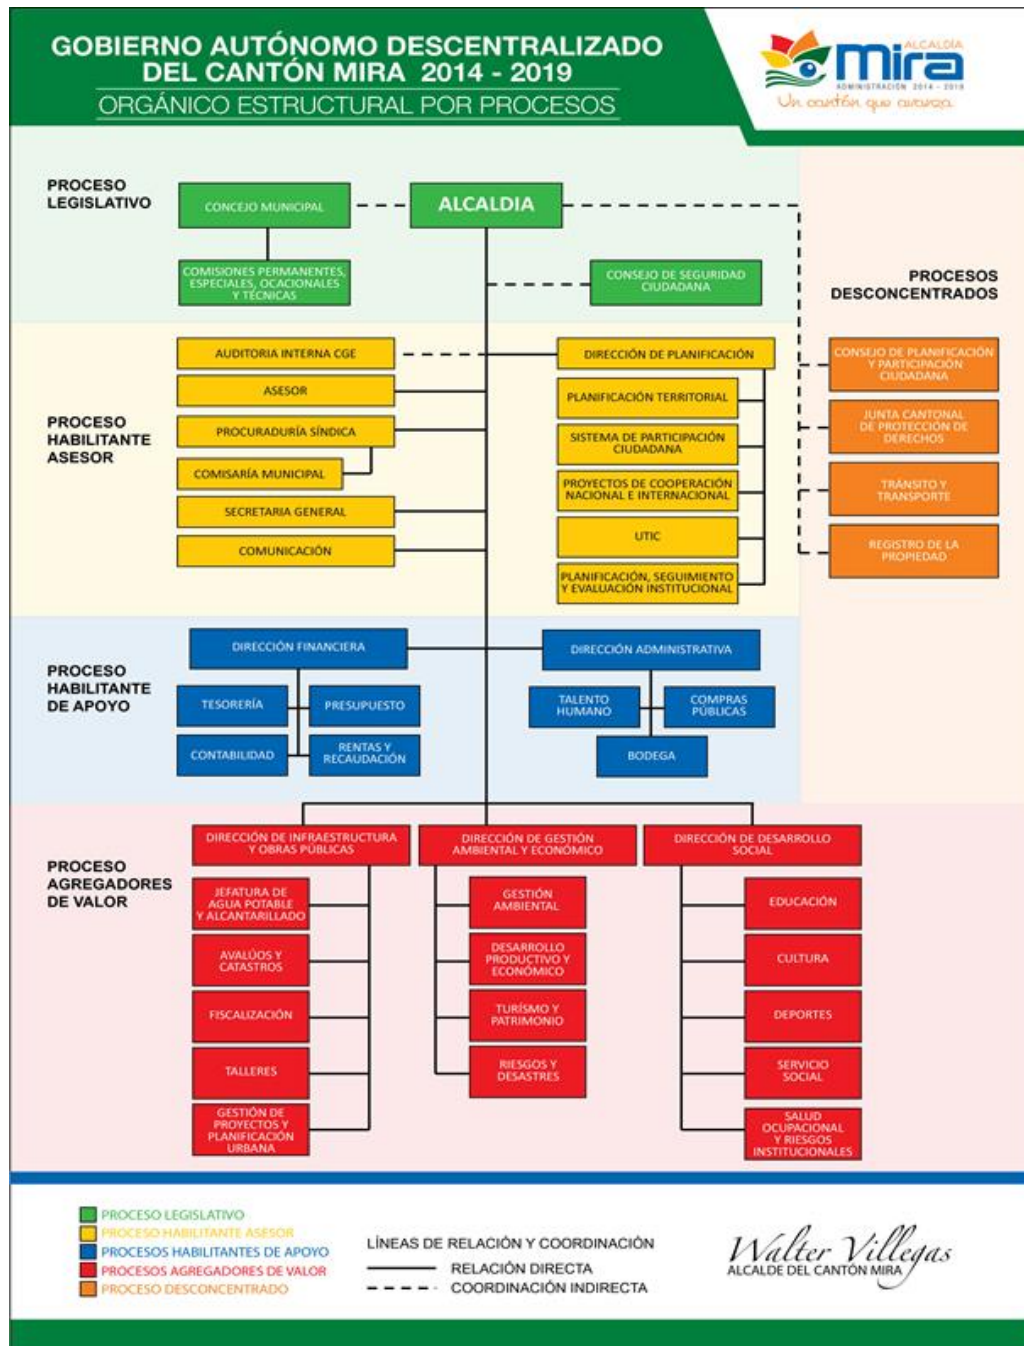 GOBIERNO AUTÓNOMO DESCENTRALIZADO
DEL CANTÓN MIRA 2014 - 2019
ORGÁNICO ESTRUCTURAL POR PROCESOS
ALCALDÍA
mira
ADMINISTRACIÓN 2014 - 2019
Un cantón que avanza
PROCESO
LEGISLATIVO
CONCEJO MUNICIPAL
ALCALDIA
COMISIONES PERMANENTES,
ESPECIALES, OCACIONALES
Y TÉCNICAS
CONSEJO DE SEGURIDAD
CIUDADANA
PROCESOS
DESCONCENTRADOS
CONSEJO DE PLANIFICACIÓN
Y PARTICIPACIÓN
CIUDADANA
JUNTA CANTONAL
DE PROTECCIÓN DE
DERECHOS
TRÁNSITO Y
TRANSPORTE
REGISTRO DE LA
PROPIEDAD
PROCESO
HABILITANTE
ASESOR
AUDITORIA INTERNA CGE
ASESOR
PROCURADURÍA SÍNDICA
COMISARÍA MUNICIPAL
SECRETARIA GENERAL
COMUNICACIÓN
DIRECCIÓN DE PLANIFICACIÓN
PLANIFICACIÓN TERRITORIAL
SISTEMA DE PARTICIPACIÓN
CIUDADANA
PROYECTOS DE COOPERACIÓN
NACIONAL E INTERNACIONAL
UTIC
PLANIFICACIÓN, SEGUIMIENTO
Y EVALUACIÓN INSTITUCIONAL
PROCESO
HABILITANTE
DE APOYO
DIRECCIÓN FINANCIERA
TESORERÍA
PRESUPUESTO
CONTABILIDAD
RENTAS Y
RECAUDACIÓN
DIRECCIÓN ADMINISTRATIVA
TALENTO
HUMANO
COMPRAS
PÚBLICAS
BODEGA
PROCESO
AGREGADORES
DE VALOR
DIRECCIÓN DE INFRAESTRUCTURA
Y OBRAS PÚBLICAS
JEFATURA DE
AGUA POTABLE
Y ALCANTARILLADO
AVALÚOS Y
CATASTROS
FISCALIZACIÓN
TALLERES
GESTIÓN DE
PROYECTOS Y
PLANIFICACIÓN
URBANA
DIRECCIÓN DE GESTIÓN
AMBIENTAL Y ECONÓMICO
GESTIÓN
AMBIENTAL
DESARROLLO
PRODUCTIVO Y
ECONÓMICO
TURÍSMO Y
PATRIMONIO
RIESGOS Y
DESASTRES
DIRECCIÓN DE DESARROLLO
SOCIAL
EDUCACIÓN
CULTURA
DEPORTES
SERVICIO
SOCIAL
SALUD
OCUPACIONAL
Y RIESGOS
INSTITUCIONALES
PROCESO LEGISLATIVO
PROCESO HABILITANTE ASESOR
PROCESOS HABILITANTES DE APOYO
PROCESOS AGREGADORES DE VALOR
PROCESO DESCONCENTRADO
LÍNEAS DE RELACIÓN Y COORDINACIÓN
RELACIÓN DIRECTA
COORDINACIÓN INDIRECTA
Walter Villegas
ALCALDE DEL CANTÓN MIRA